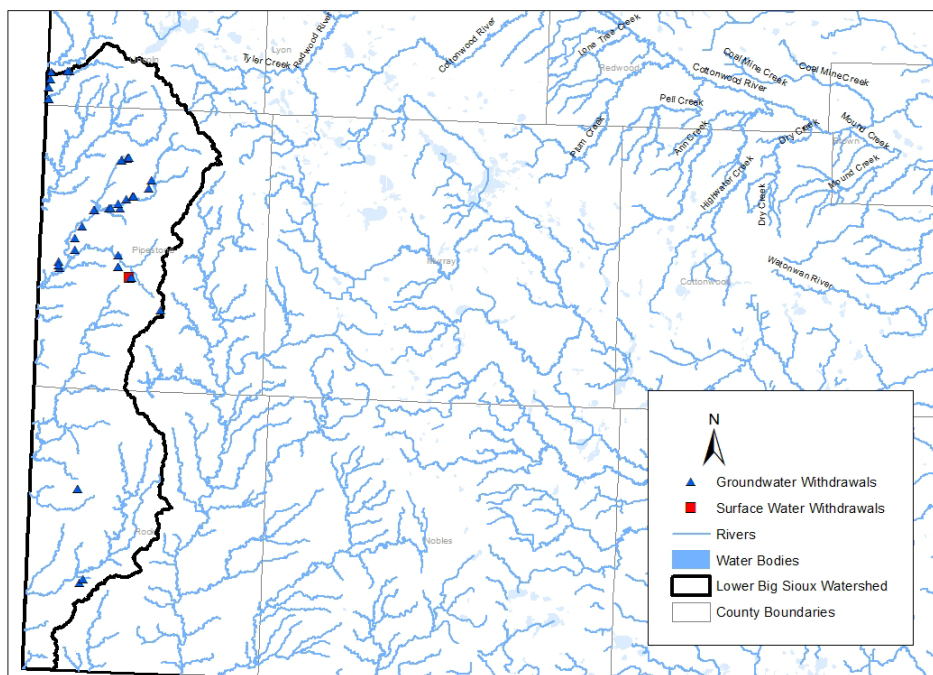 Lone Tree Creek
Redwood River
Cottonwood River
Lyon
Tyler Creek
Redwood
Coal Mine Creek
Coal Mine Creek
Cottonwood River
Pell Creek
Plum Creek
Ann Creek
Dry Creek
Mound Creek
Brown
Mound Creek
Highwater Creek
Dry Creek
Pipestone
Murray
Cottonwood
Watonwan River
Rock
Nobles
N
Groundwater Withdrawals
Surface Water Withdrawals
Rivers
Water Bodies
Lower Big Sioux Watershed
County Boundaries